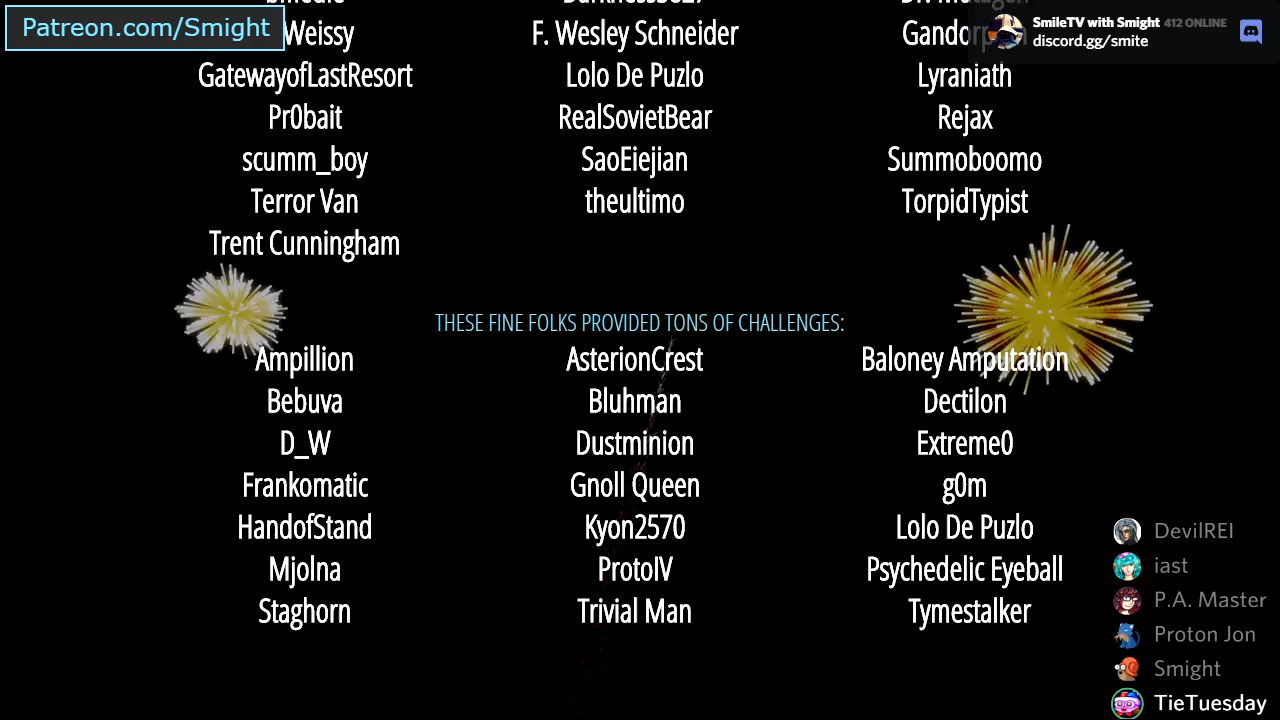 Patreon.com/Smight
SmileTV with Smight 412 ONLINE
discord.gg/smite
Weissy F. Wesley Schneider
GatewayofLastResort Lolo De Puzlo Lyraniath
Pr0bait RealSovietBear Rejax
scumm_boy SaoEiejian Summoboomo
Terror Van theultimo TorpidTypist
Trent Cunningham
THESE FINE FOLKS PROVIDED TONS OF CHALLENGES:
Ampillion AsterionCrest Baloney Amputation
Bebuva Bluhman Dectilon
D_W Dustminion Extreme0
Frankomatic Gnoll Queen g0m
HandofStand Kyon2570 Lolo De Puzlo
Mjolna ProtoIV Psychedelic Eyeball
Staghorn Trivial Man Tymestalker
DevilREI
iast
P.A. Master
Proton Jon
Smight
TieTuesday